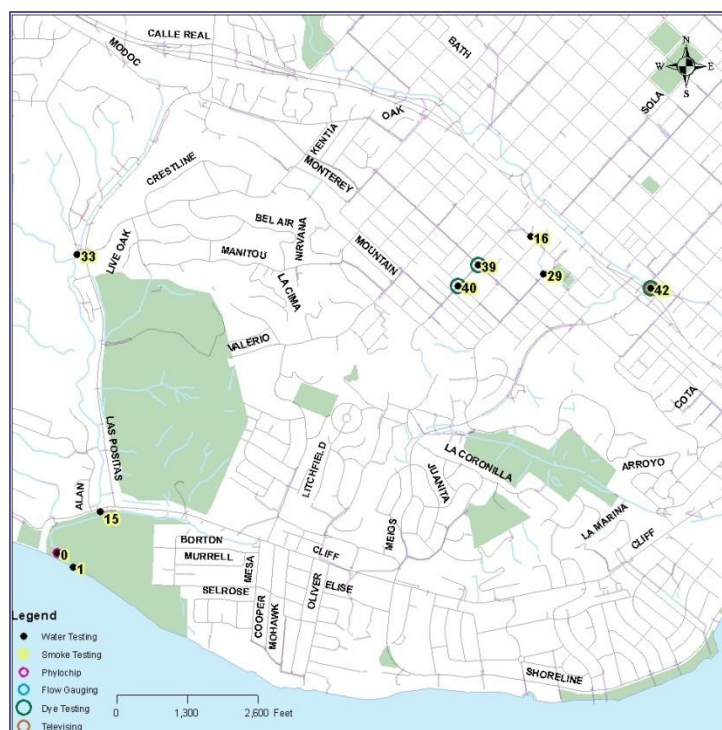 CALLE REAL
MODOC
BATH
N
W E
S
SOLA
OAK
KENTIA
MONTEREY
CRESTLINE
BEL AIR
NIRVANA
MANITOU
MOUNTAIN
LIVE OAK
LA CIMA
33
16
39
29
40
42
VALERIO
COTA
LAS POSITAS
LITCHFIELD
LA CORONILLA
JUANITA
ARROYO
ALAN
MEIGS
LA MARINA
15
CLIFF
BORTON
CLIFF
MURRELL
0
1
MESA
SELROSE
ELISE
OLIVER
COOPER
MOHAWK
SHORELINE
Legend
Water Testing
Smoke Testing
Phylochip
Flow Gauging
Dye Testing
Televising
0 1,300 2,600 Feet